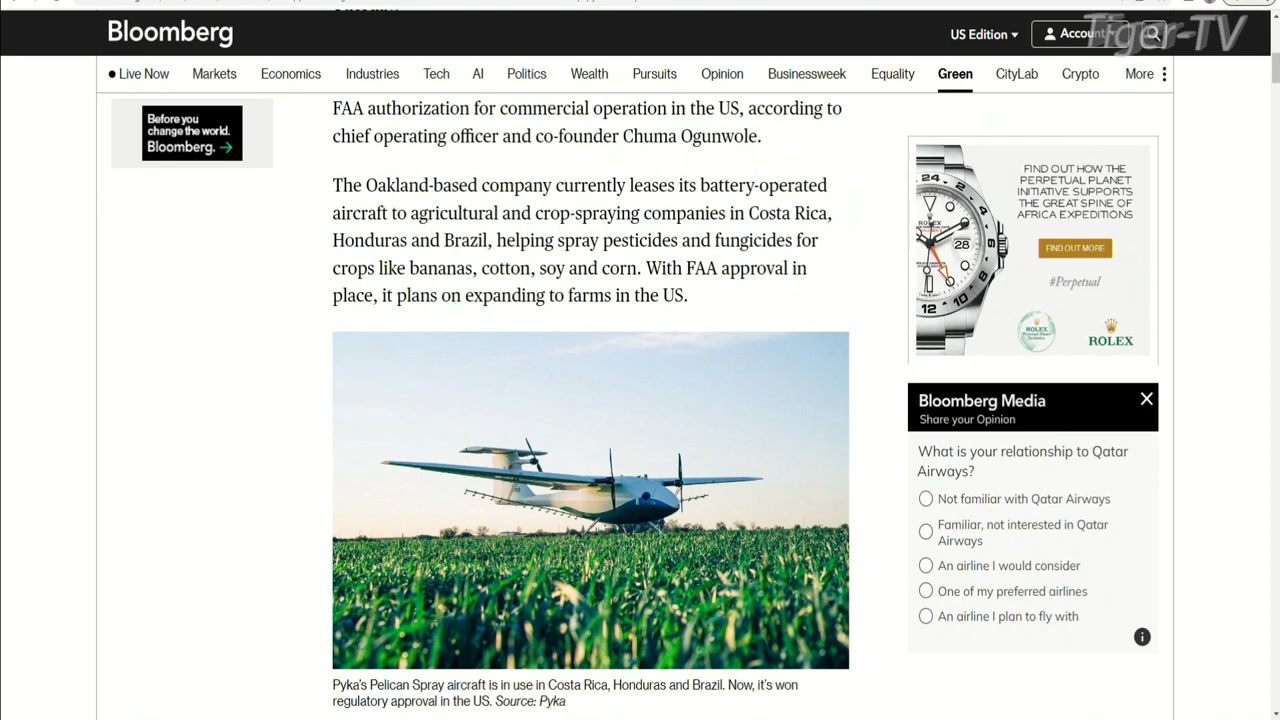 Bloomberg
US Edition
Account
Tiger-TV
Live Now
Markets
Economics
Industries
Tech
AI
Politics
Wealth
Pursuits
Opinion
Businessweek
Equality
Green
CityLab
Crypto
More
Before you
change the world.
Bloomberg.
FAA authorization for commercial operation in the US, according to
chief operating officer and co-founder Chuma Ogunwole.
The Oakland-based company currently leases its battery-operated
aircraft to agricultural and crop-spraying companies in Costa Rica,
Honduras and Brazil, helping spray pesticides and fungicides for
crops like bananas, cotton, soy and corn. With FAA approval in
place, it plans on expanding to farms in the US.
Pyka's Pelican Spray aircraft is in use in Costa Rica, Honduras and Brazil. Now, it's won
regulatory approval in the US. Source: Pyka
24
2
4
28
8
10
12
ROLEX
FIND OUT HOW THE
PERPETUAL PLANET
INITIATIVE SUPPORTS
THE GREAT SPINE OF
AFRICA EXPEDITIONS
FIND OUT MORE
#Perpetual
ROLEX
ROLEX
Bloomberg Media
Share your Opinion
What is your relationship to Qatar
Airways?
Not familiar with Qatar Airways
Familiar, not interested in Qatar
Airways
An airline I would consider
One of my preferred airlines
An airline I plan to fly with